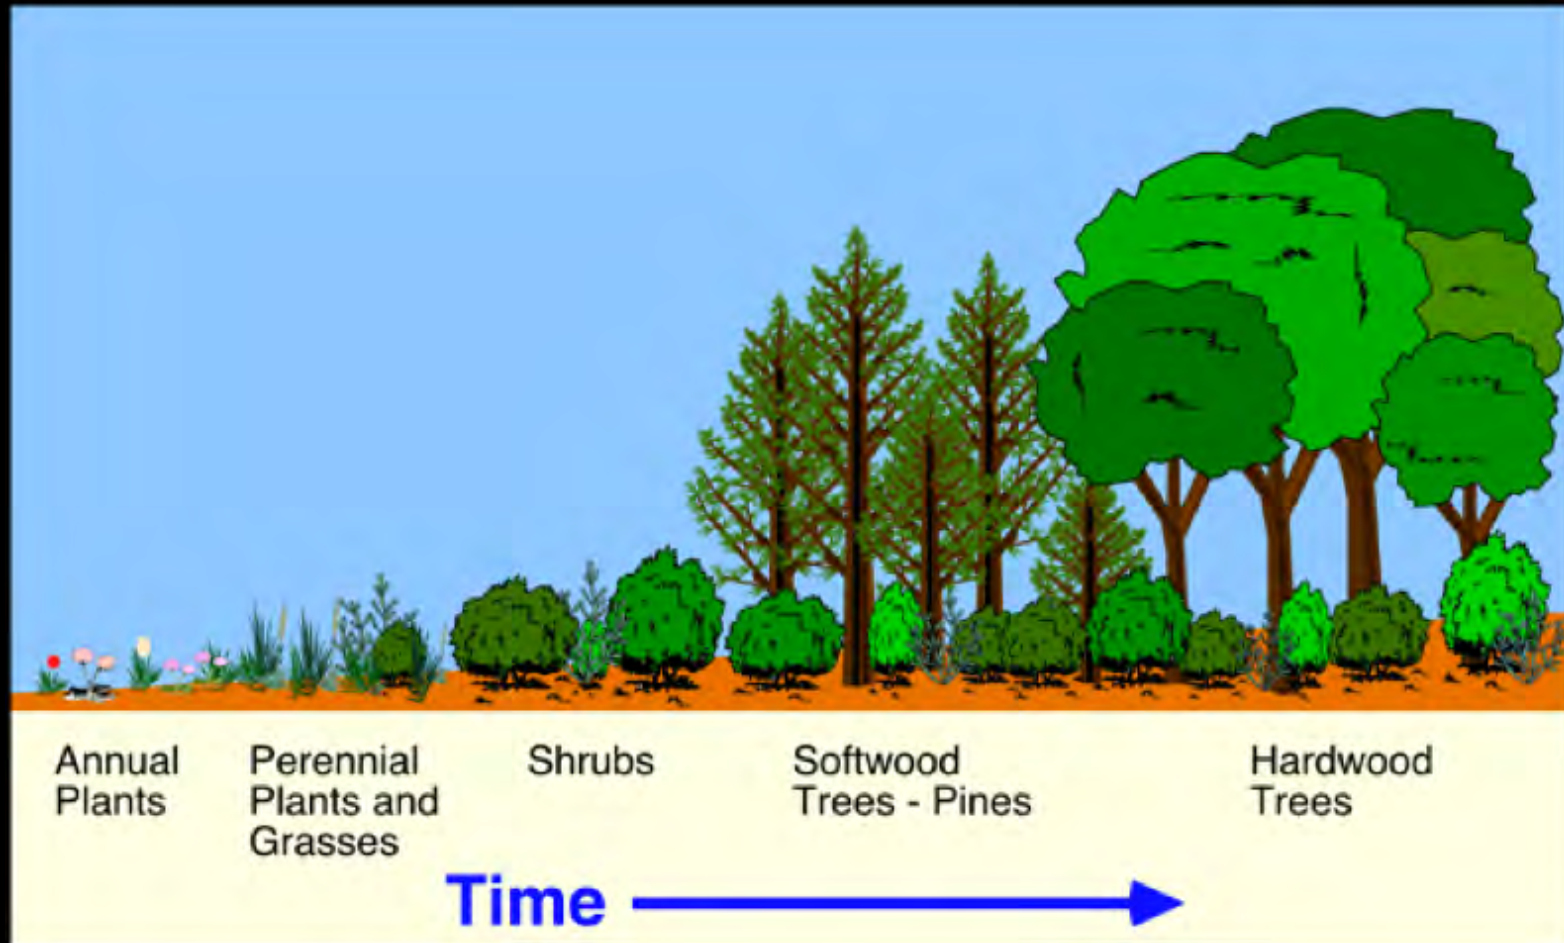 Annual
Plants
Perennial
Plants and
Grasses
Shrubs
Softwood
Trees - Pines
Hardwood
Trees
Time